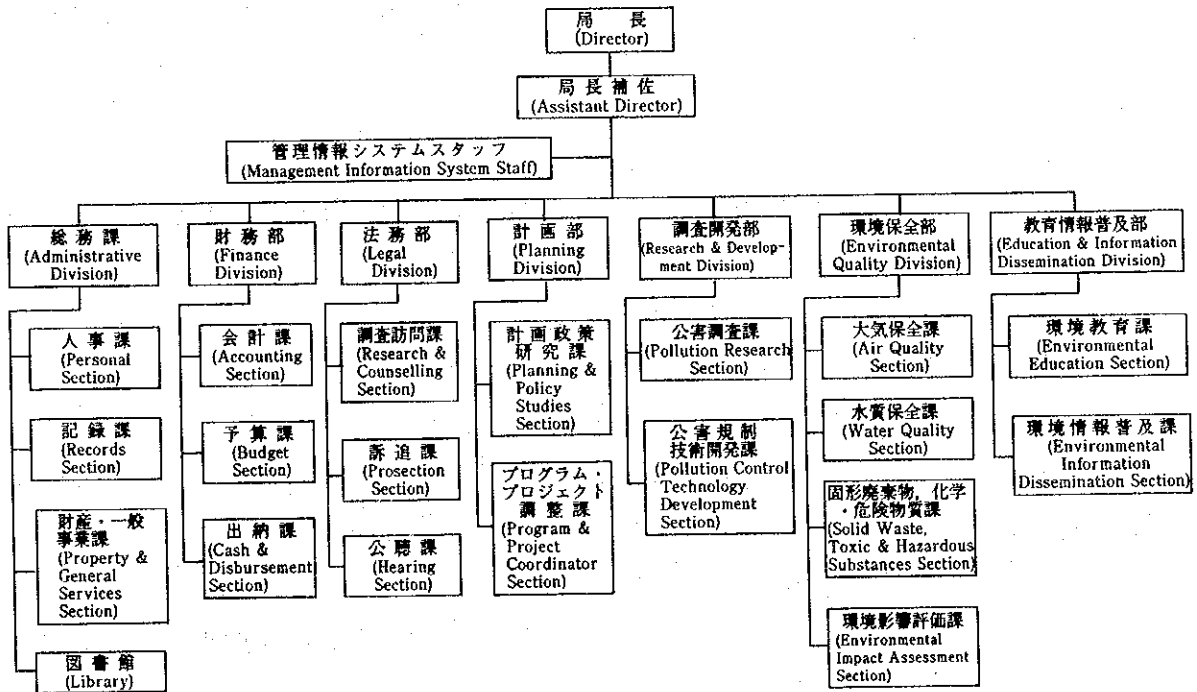 局長
(Director)
局長補佐
(Assistant Director)
管理情報システムスタッフ
(Management Information System Staff)
総務課
(Administrative
Division)
財務部
(Finance
Division)
法務部
(Legal
Division)
計画部
(Planning
Division)
調査開発部
(Research & Develop-
ment Division)
環境保全部
(Environmental
Quality Division)
教育情報普及部
(Education & Information
Dissemination Division)
人事課
(Personal
Section)
記録課
(Records
Section)
財産・一般
事業課
(Property &
General
Services
Section)
図書館
(Library)
会計課
(Accounting
Section)
予算課
(Budget
Section)
出納課
(Cash &
Disbursement
Section)
調査訪問課
(Research &
Counselling
Section)
訴追課
(Prosection
Section)
公聴課
(Hearing
Section)
計画政策
研究課
(Planning &
Policy
Studies
Section)
プログラム・
プロジェクト
調整課
(Program &
Project
Coordinator
Section)
公害調査課
(Pollution Research
Section)
公害規制
技術開発課
(Pollution Control
Technology
Development
Section)
大気保全課
(Air Quality
Section)
水質保全課
(Water Quality
Section)
固形廃棄物,化学
・危険物質課
(Solid Waste,
Toxic & Hazardous
Substances Section)
環境影響評価課
(Environmental
Impact Assessment
Section)
環境教育課
(Environmental
Education Section)
環境情報普及課
(Environmental
Information
Dissemination Section)